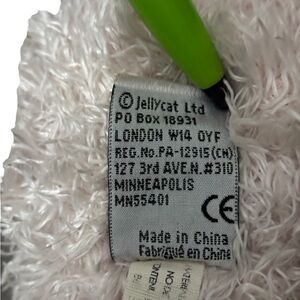 © Jellycat Ltd
PO Box 18931
LONDON W14 0YF
REG.No.PA-12915(CN)
127 3rd AVE.N.#310
MINNEAPOLIS
MN55401
CE
Made in China
Fabriqué en Chine